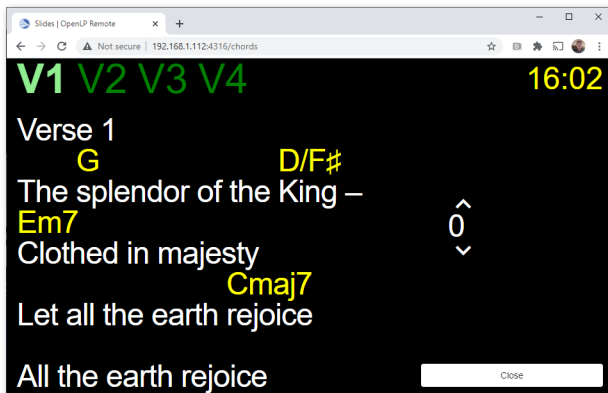 Slides | OpenLP Remote
Not secure | 192.168.1.112:4316/chords
V1 V2 V3 V4
16:02
Verse 1
G D/F♯
The splendor of the King –
Em7
0
Clothed in majesty
Cmaj7
Let all the earth rejoice
All the earth rejoice
Close